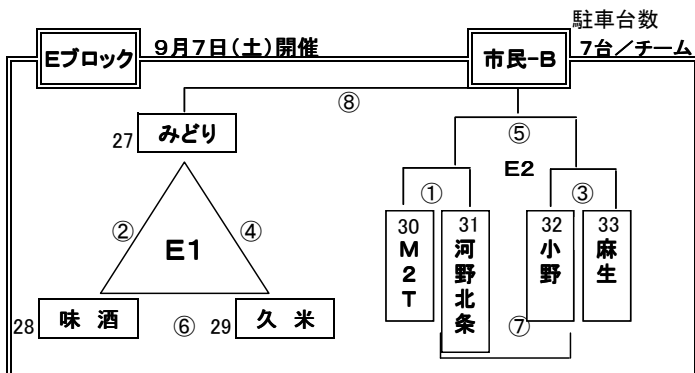 駐車台数
Eブロック 9月7日(土)開催 市民-B 7台/チーム
⑧
27 みどり ⑤
E2
① ③
② E1 ④
30 M2T 31 河野北条 32 小野 33 麻生
28 味酒 ⑥ 29 久米 ⑦